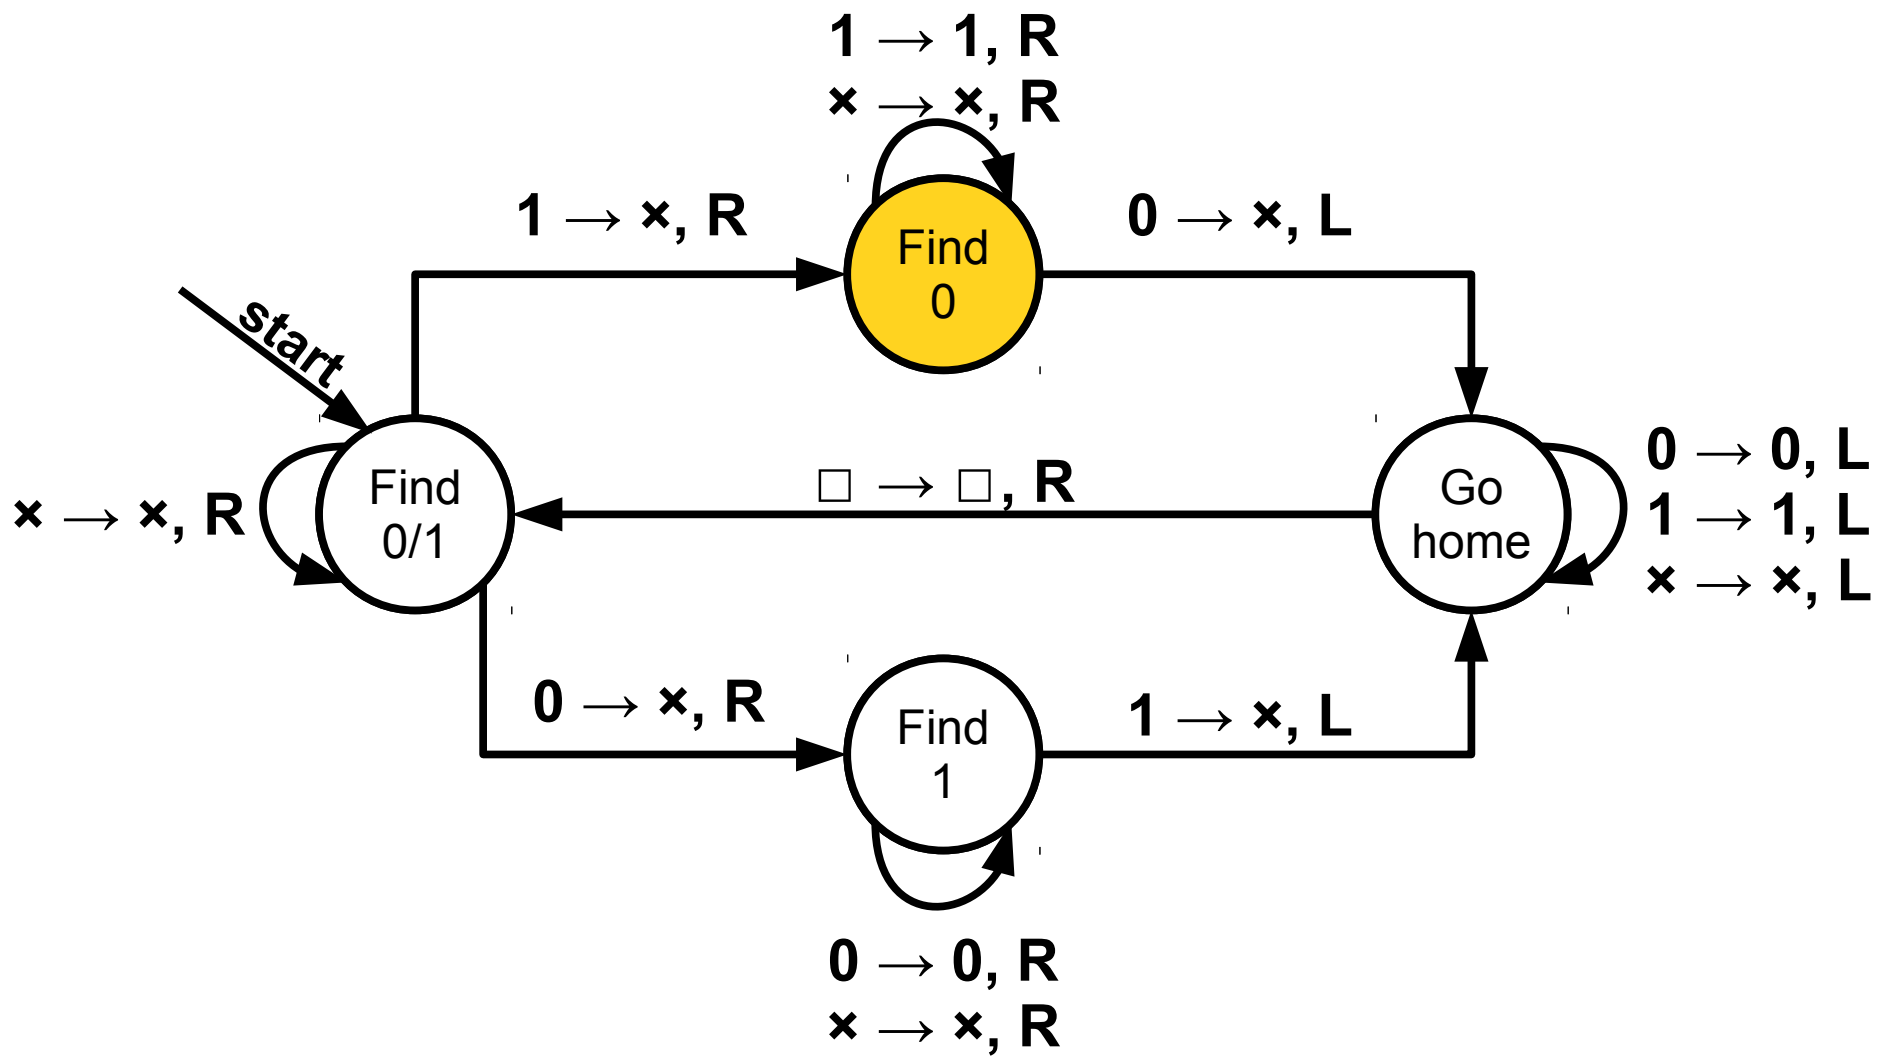 1 → 1, R
× → ×, R
1 → ×, R
0 → ×, L
Find
0
start
Find
0/1
× → ×, R
□ → □, R
Go
home
0 → 0, L
1 → 1, L
× → ×, L
0 → ×, R
1 → ×, L
Find
1
0 → 0, R
× → ×, R